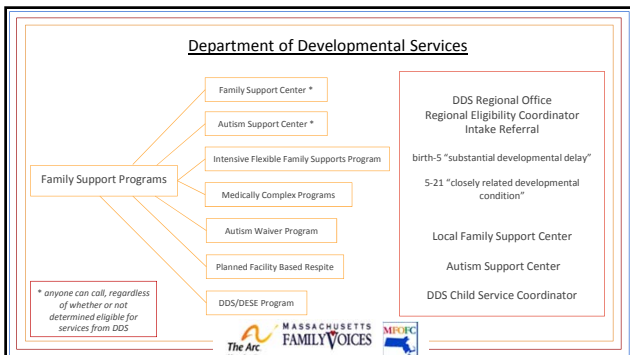 Department of Developmental Services
Family Support Programs
Family Support Center *
Autism Support Center *
Intensive Flexible Family Supports Program
Medically Complex Programs
Autism Waiver Program
Planned Facility Based Respite
DDS/DESE Program
* anyone can call, regardless
of whether or not
determined eligible for
services from DDS
DDS Regional Office
Regional Eligibility Coordinator
Intake Referral
birth-5 “substantial developmental delay”
5-21 “closely related developmental
condition”
Local Family Support Center
Autism Support Center
DDS Child Service Coordinator
The Arc
MASSACHUSETTS
FAMILY VOICES
MFOFC